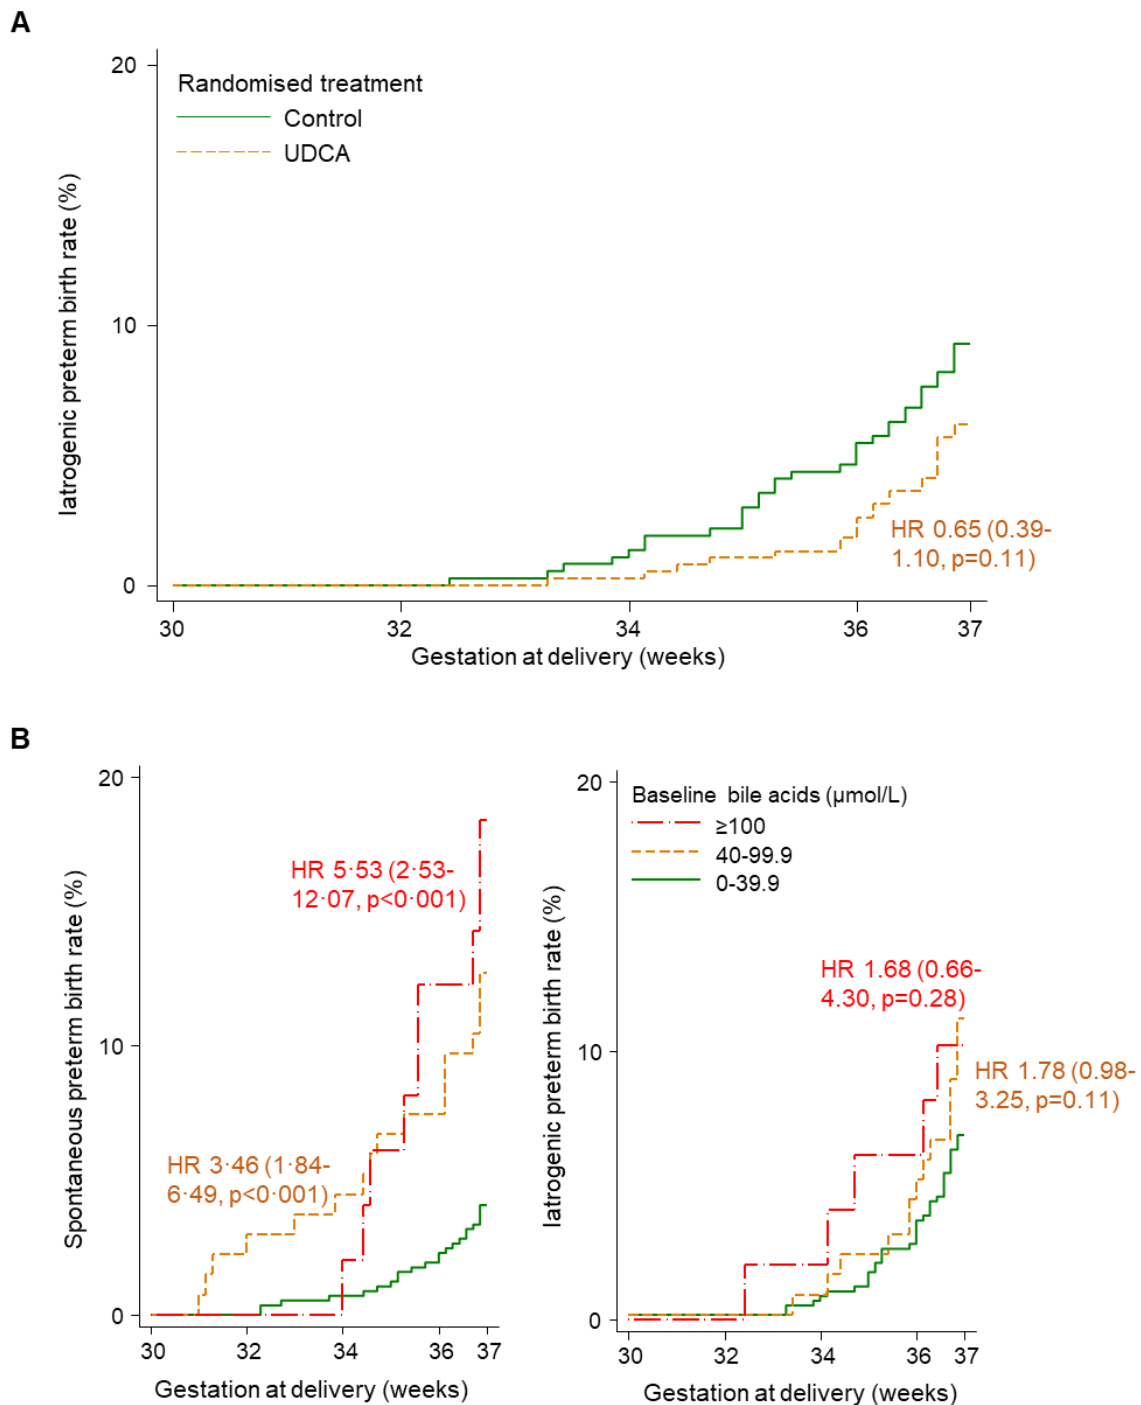 A
20
Randomised treatment
Control
UDCA
Iatrogenic preterm birth rate (%)
10
HR 0.65 (0.39-
1.10, p=0.11)
0
30 32 34 36 37
Gestation at delivery (weeks)
B
20
HR 5·53 (2·53-
12·07, p<0·001)
Spontaneous preterm birth rate (%)
10
HR 3·46 (1·84-
6·49, p<0·001)
0
30 32 34 36 37
Gestation at delivery (weeks)
20
Baseline bile acids (µmol/L)
≥100
40-99.9
0-39.9
Iatrogenic preterm birth rate (%)
HR 1.68 (0.66-
4.30, p=0.28)
10
HR 1.78 (0.98-
3.25, p=0.11)
0
30 32 34 36 37
Gestation at delivery (weeks)